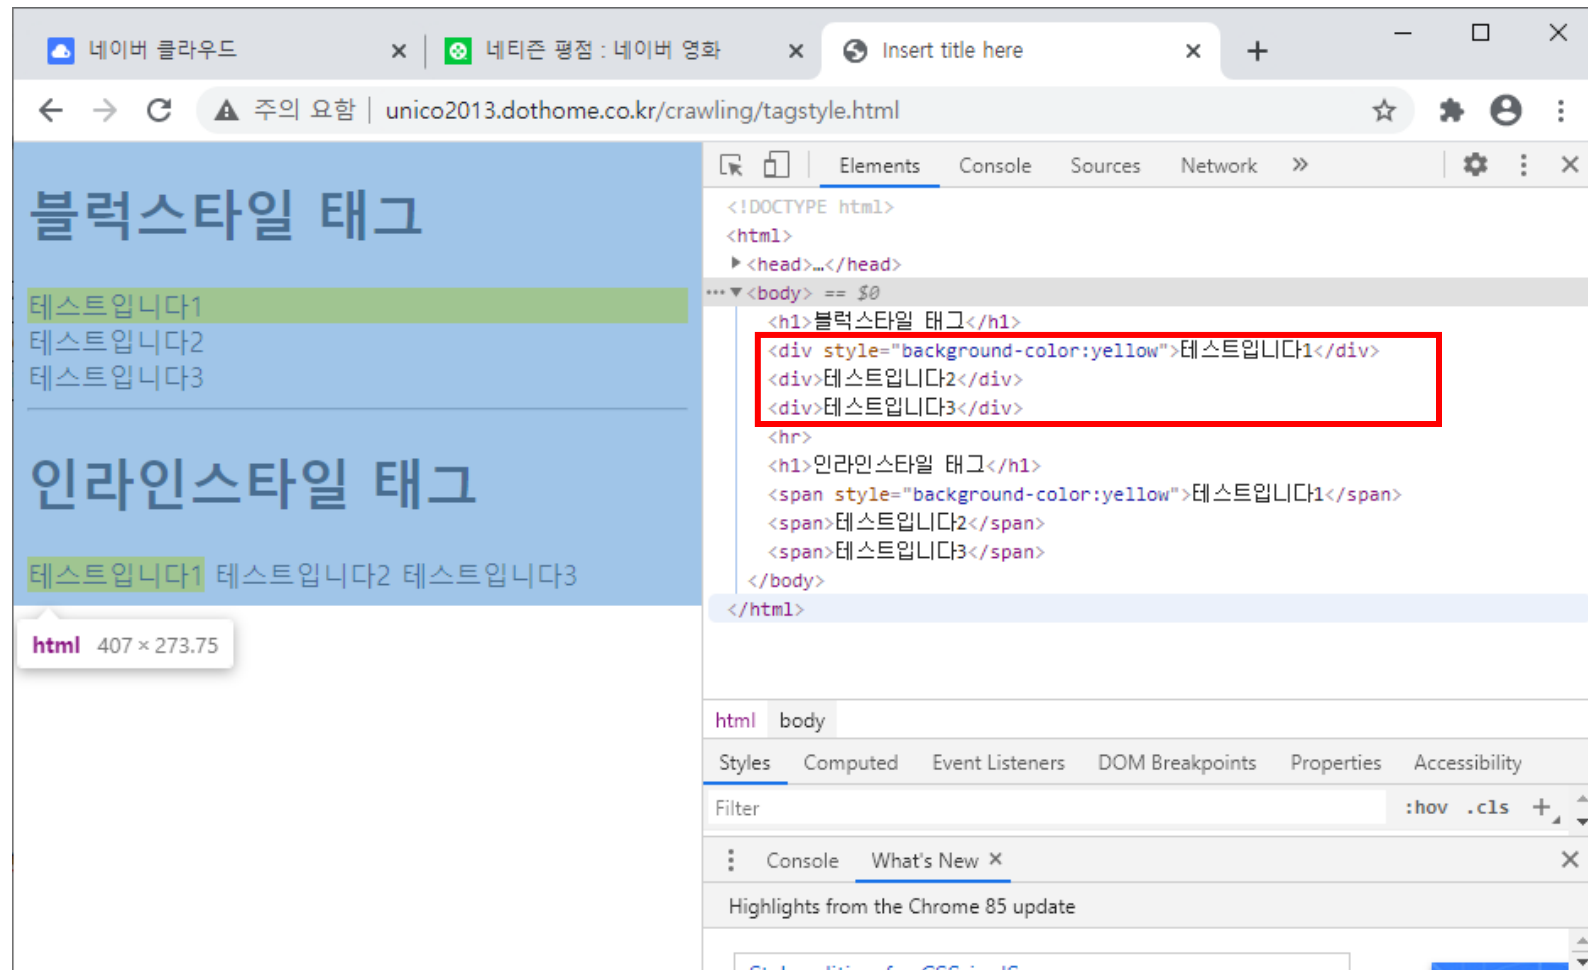 네이버 클라우드
네티즌 평점 : 네이버 영화
Insert title here
주의 요함 | unico2013.dothome.co.kr/crawling/tagstyle.html
블럭스타일 태그
테스트입니다1
테스트입니다2
테스트입니다3
인라인스타일 태그
테스트입니다1 테스트입니다2 테스트입니다3
html 407 × 273.75
Elements Console Sources Network »
<!DOCTYPE html>
<html>
<head>…</head>
<body> == $0
<h1>블럭스타일 태그</h1>
<div style="background-color:yellow">테스트입니다1</div>
<div>테스트입니다2</div>
<div>테스트입니다3</div>
<hr>
<h1>인라인스타일 태그</h1>
<span style="background-color:yellow">테스트입니다1</span>
<span>테스트입니다2</span>
<span>테스트입니다3</span>
</body>
</html>
html body
Styles Computed Event Listeners DOM Breakpoints Properties Accessibility
Filter :hov .cls +
Console What's New ×
Highlights from the Chrome 85 update